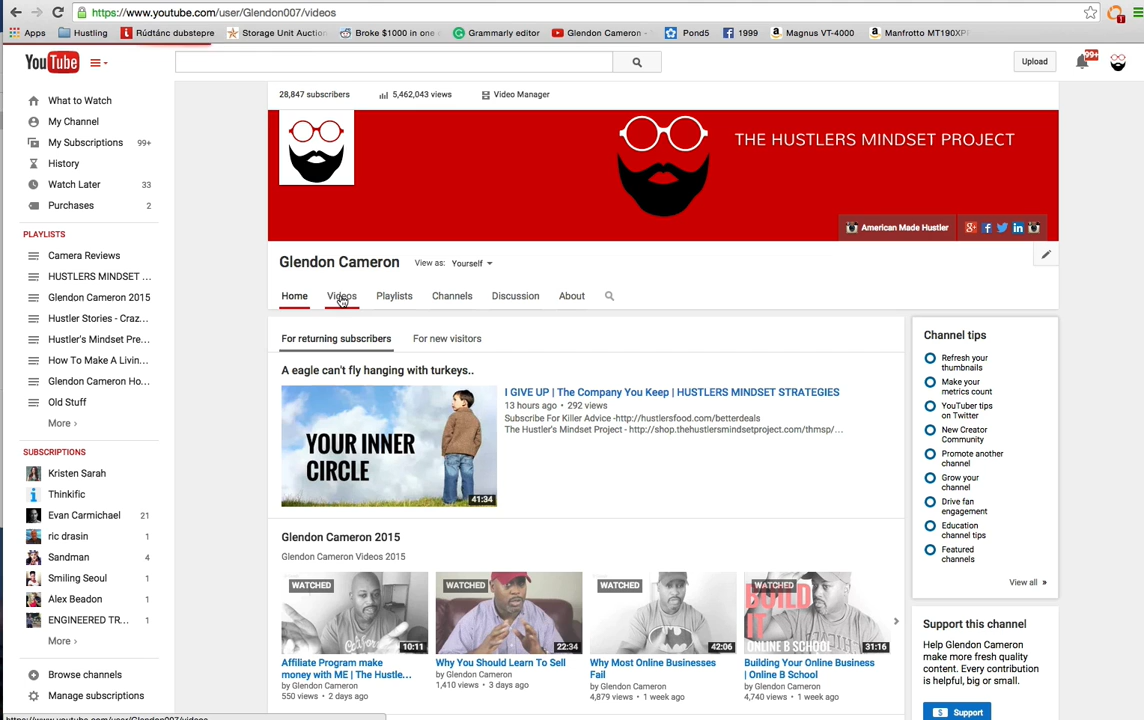 https://www.youtube.com/user/Glendon007/videos
Apps Hustling Rúdtánc dubstepre Storage Unit Auction Broke $1000 in one Grammarly editor Glendon Cameron - Pond5 1999 Magnus VT-4000 Manfrotto MT190XP
YouTube
Upload
99+
What to Watch
My Channel
My Subscriptions 99+
History
Watch Later 33
Purchases 2
PLAYLISTS
Camera Reviews
HUSTLERS MINDSET ...
Glendon Cameron 2015
Hustler Stories - Craz...
Hustler's Mindset Pre...
How To Make A Livin...
Glendon Cameron Ho...
Old Stuff
More ›
SUBSCRIPTIONS
Kristen Sarah
Thinkific
Evan Carmichael 21
ric drasin 1
Sandman 4
Smiling Seoul 1
Alex Beadon 1
ENGINEERED TR... 1
More ›
Browse channels
Manage subscriptions
28,847 subscribers 5,462,043 views Video Manager
THE HUSTLERS MINDSET PROJECT
American Made Hustler
Glendon Cameron View as: Yourself
Home Videos Playlists Channels Discussion About
For returning subscribers For new visitors
A eagle can't fly hanging with turkeys..
YOUR INNER
CIRCLE
41:34
I GIVE UP | The Company You Keep | HUSTLERS MINDSET STRATEGIES
13 hours ago • 292 views
Subscribe For Killer Advice -http://hustlersfood.com/betterdeals
The Hustler's Mindset Project - http://shop.thehustlersmindsetproject.com/thmsp/...
Glendon Cameron 2015
Glendon Cameron Videos 2015
WATCHED
10:11
Affiliate Program make
money with ME | The Hustle...
by Glendon Cameron
550 views • 2 days ago
WATCHED
22:34
Why You Should Learn To Sell
by Glendon Cameron
1,410 views • 3 days ago
WATCHED
42:06
Why Most Online Businesses
Fail
by Glendon Cameron
4,879 views • 1 week ago
WATCHED
BUILD
IT
ONLINE B SCHOOL
31:16
Building Your Online Business
| Online B School
by Glendon Cameron
4,740 views • 1 week ago
Channel tips
Refresh your
thumbnails
Make your
metrics count
YouTuber tips
on Twitter
New Creator
Community
Promote another
channel
Grow your
channel
Drive fan
engagement
Education
channel tips
Featured
channels
View all »
Support this channel
Help Glendon Cameron
make more fresh quality
content. Every contribution
is helpful, big or small.
Support
https://www.youtube.com/user/Glendon007/videos